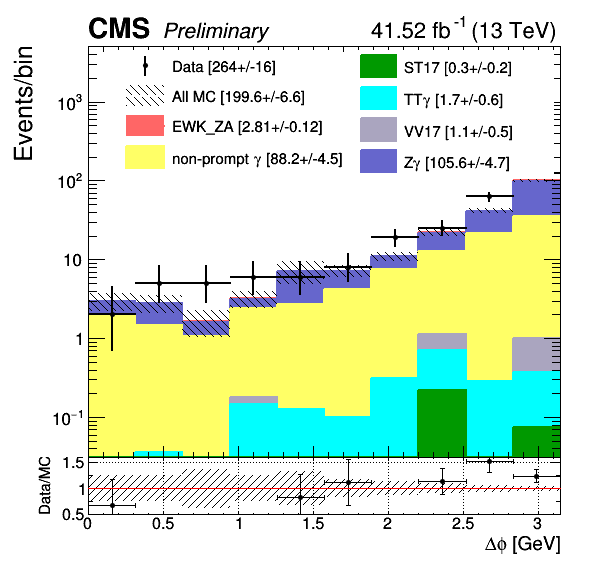 CMS Preliminary 41.52 fb⁻¹ (13 TeV)
Events/bin
Data [264+/-16]
All MC [199.6+/-6.6]
EWK_ZA [2.81+/-0.12]
non-prompt γ [88.2+/-4.5]
ST17 [0.3+/-0.2]
TTγ [1.7+/-0.6]
VV17 [1.1+/-0.5]
Zγ [105.6+/-4.7]
10³
10²
10
1
10⁻¹
Data/MC
1.5
1
0.5
0 0.5 1 1.5 2 2.5 3
Δϕ [GeV]